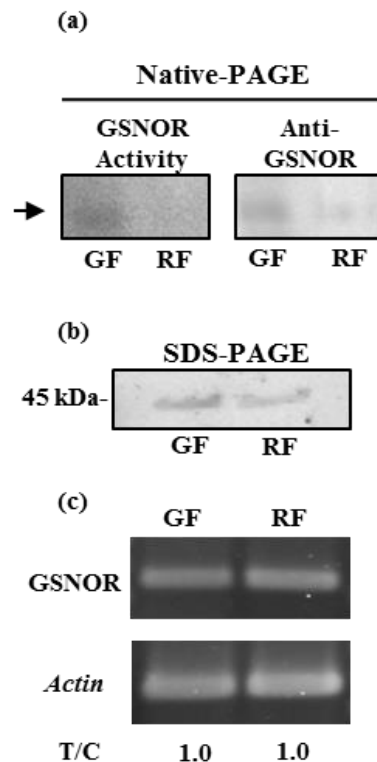 (a)
Native-PAGE
GSNOR Activity
Anti-GSNOR
GF RF GF RF
(b)
SDS-PAGE
45 kDa-
GF RF
(c)
GF RF
GSNOR
Actin
T/C 1.0 1.0